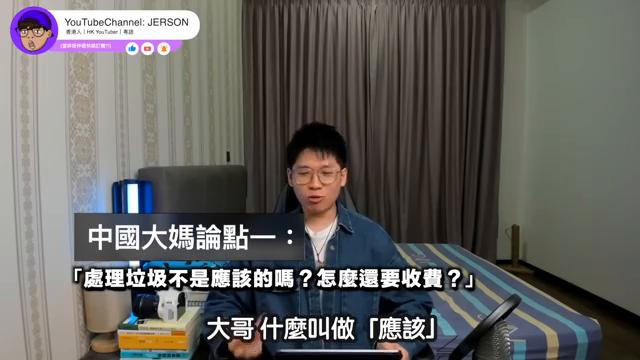 YouTubeChannel: JERSON
香港人 | HK YouTuber | 粵語
中國大媽論點一：
「處理垃圾不是應該的嗎？怎麼還要收費？」
大哥 什麼叫做「應該」